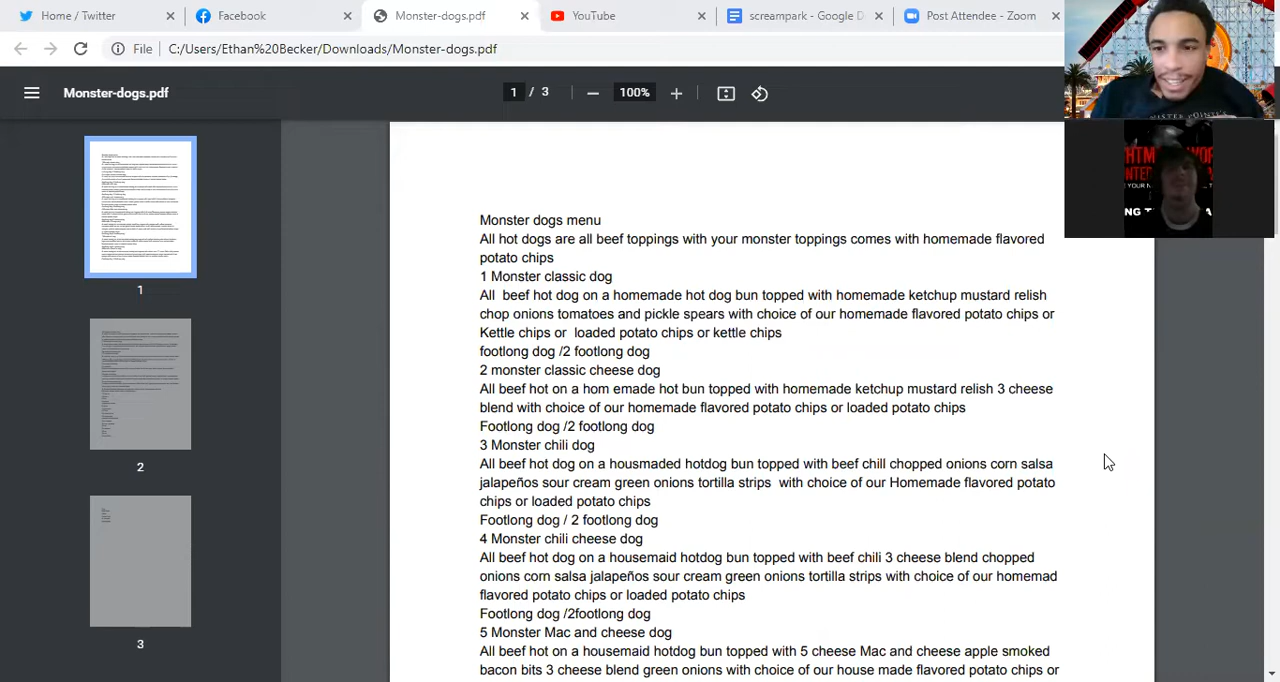 Home / Twitter
Facebook
Monster-dogs.pdf
YouTube
screampark - Google D
Post Attendee - Zoom
File
C:/Users/Ethan%20Becker/Downloads/Monster-dogs.pdf
Monster-dogs.pdf
1 / 3
100%
1
2
3
Monster dogs menu
All hot dogs are all beef toppings with your monster toppings comes with homemade flavored
potato chips
1 Monster classic dog
All beef hot dog on a homemade hot dog bun topped with homemade ketchup mustard relish
chop onions tomatoes and pickle spears with choice of our homemade flavored potato chips or
Kettle chips or loaded potato chips or kettle chips
footlong dog /2 footlong dog
2 monster classic cheese dog
All beef hot on a hom emade hot bun topped with homemade ketchup mustard relish 3 cheese
blend with choice of our homemade flavored potato chips or loaded potato chips
Footlong dog /2 footlong dog
3 Monster chili dog
All beef hot dog on a housmaded hotdog bun topped with beef chill chopped onions corn salsa
jalapeños sour cream green onions tortilla strips with choice of our Homemade flavored potato
chips or loaded potato chips
Footlong dog / 2 footlong dog
4 Monster chili cheese dog
All beef hot dog on a housemaid hotdog bun topped with beef chili 3 cheese blend chopped
onions corn salsa jalapeños sour cream green onions tortilla strips with choice of our homemad
flavored potato chips or loaded potato chips
Footlong dog /2footlong dog
5 Monster Mac and cheese dog
All beef hot on a housemaid hotdog bun topped with 5 cheese Mac and cheese apple smoked
bacon bits 3 cheese blend green onions with choice of our house made flavored potato chips or